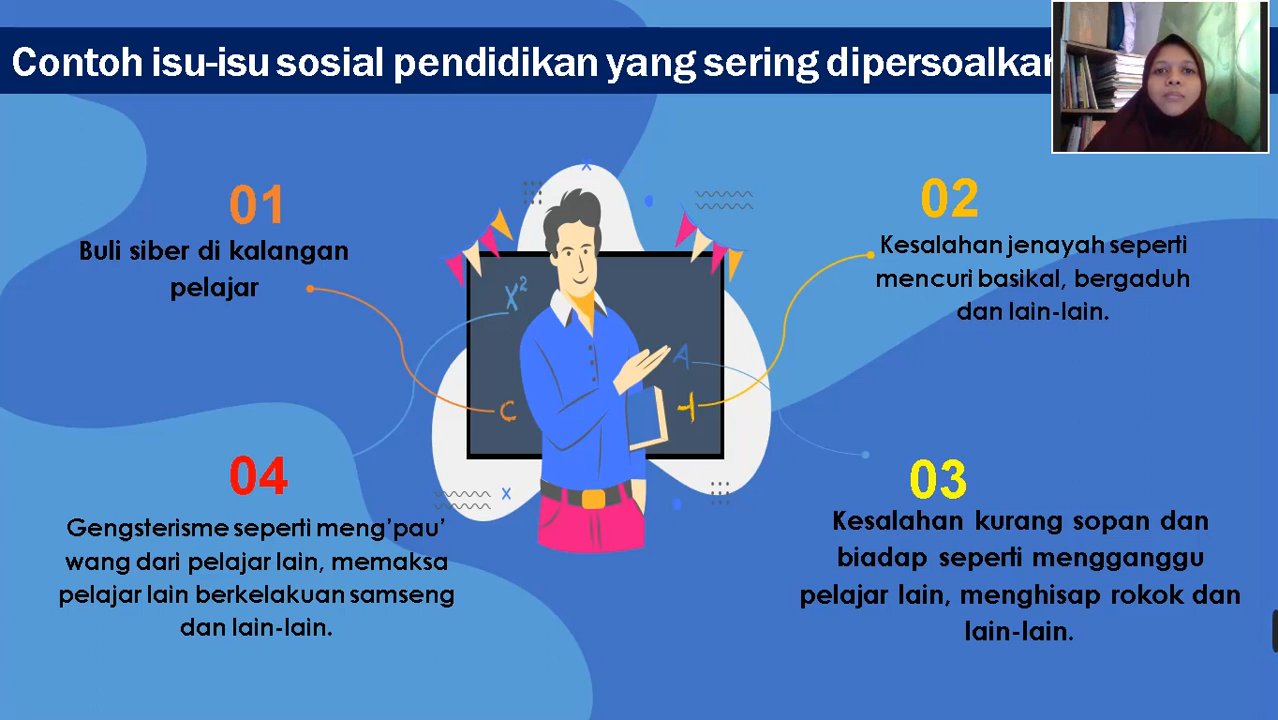 Contoh isu-isu sosial pendidikan yang sering dipersoalkan
01
Buli siber di kalangan
pelajar
02
Kesalahan jenayah seperti
mencuri basikal, bergaduh
dan lain-lain.
X²
A
C
04
Gengsterisme seperti meng’pau’
wang dari pelajar lain, memaksa
pelajar lain berkelakuan samseng
dan lain-lain.
03
Kesalahan kurang sopan dan
biadap seperti mengganggu
pelajar lain, menghisap rokok dan
lain-lain.